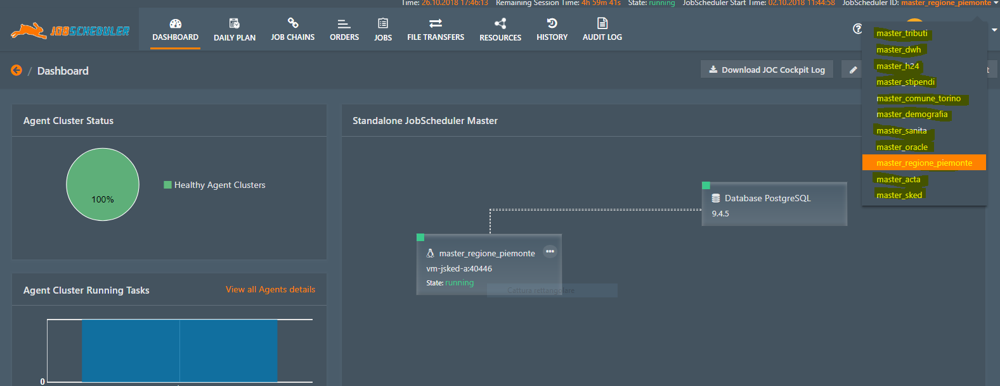 Time: 26.10.2018 17:46:13 Remaining Session Time: 4h 59m 41s State: running JobScheduler Start Time: 02.10.2018 11:44:58 JobScheduler ID: master_regione_piemonte
JOBSCHEDULER
DASHBOARD DAILY PLAN JOB CHAINS ORDERS JOBS FILE TRANSFERS RESOURCES HISTORY AUDIT LOG
master_tributi
master_dwh
master_h24
master_stipendi
master_comune_torino
master_demografia
master_sanita
master_oracle
master_regione_piemonte
master_acta
master_sked
/ Dashboard
Download JOC Cockpit Log
t
Agent Cluster Status
100%
Healthy Agent Clusters
Standalone JobScheduler Master
Database PostgreSQL
9.4.5
master_regione_piemonte
vm-jsked-a:40446
State: running
Cattura rettangolare
Agent Cluster Running Tasks
View all Agents details
0